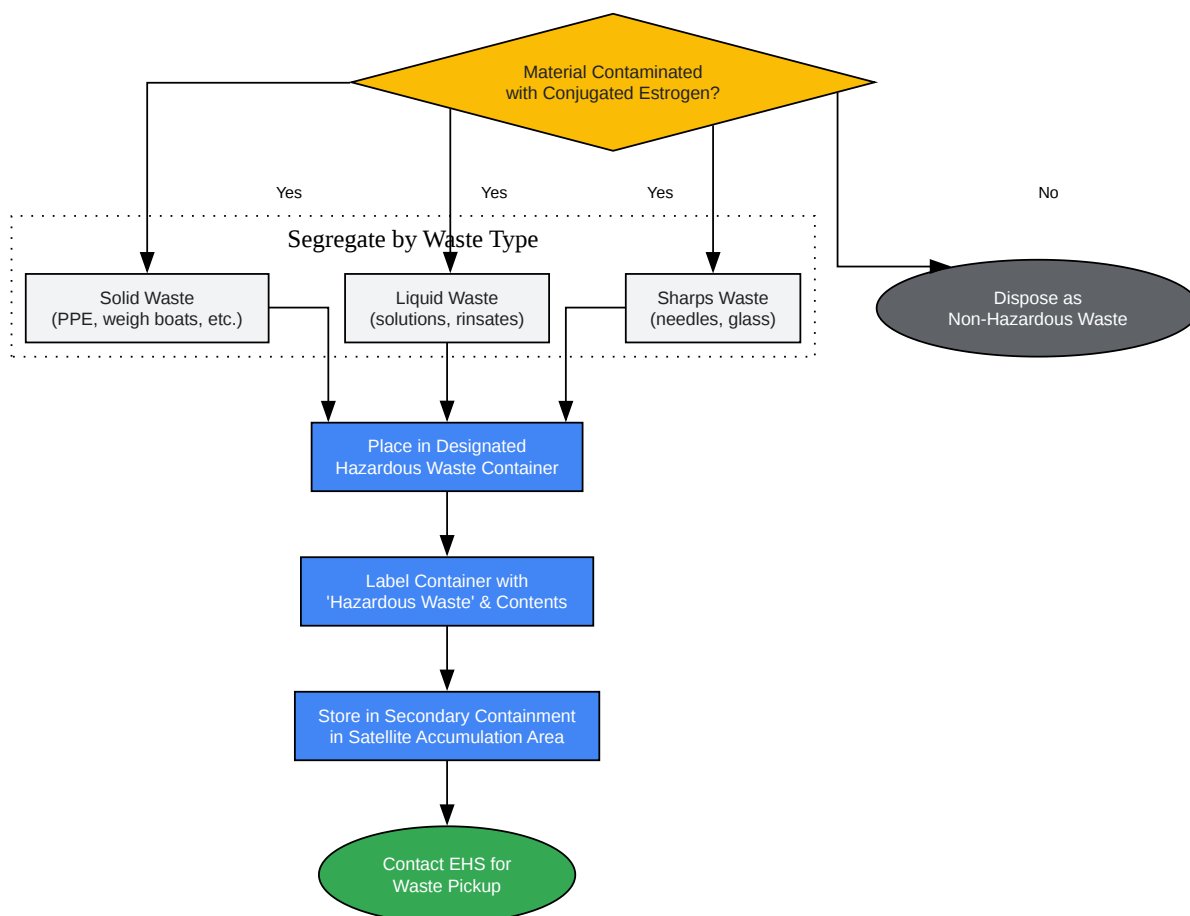 Material Contaminated
with Conjugated Estrogen?
Yes
Yes
Yes
No
Segregate by Waste Type
Solid Waste
(PPE, weigh boats, etc.)
Liquid Waste
(solutions, rinsates)
Sharps Waste
(needles, glass)
Dispose as
Non-Hazardous Waste
Place in Designated
Hazardous Waste Container
Label Container with
'Hazardous Waste' & Contents
Store in Secondary Containment
in Satellite Accumulation Area
Contact EHS for
Waste Pickup